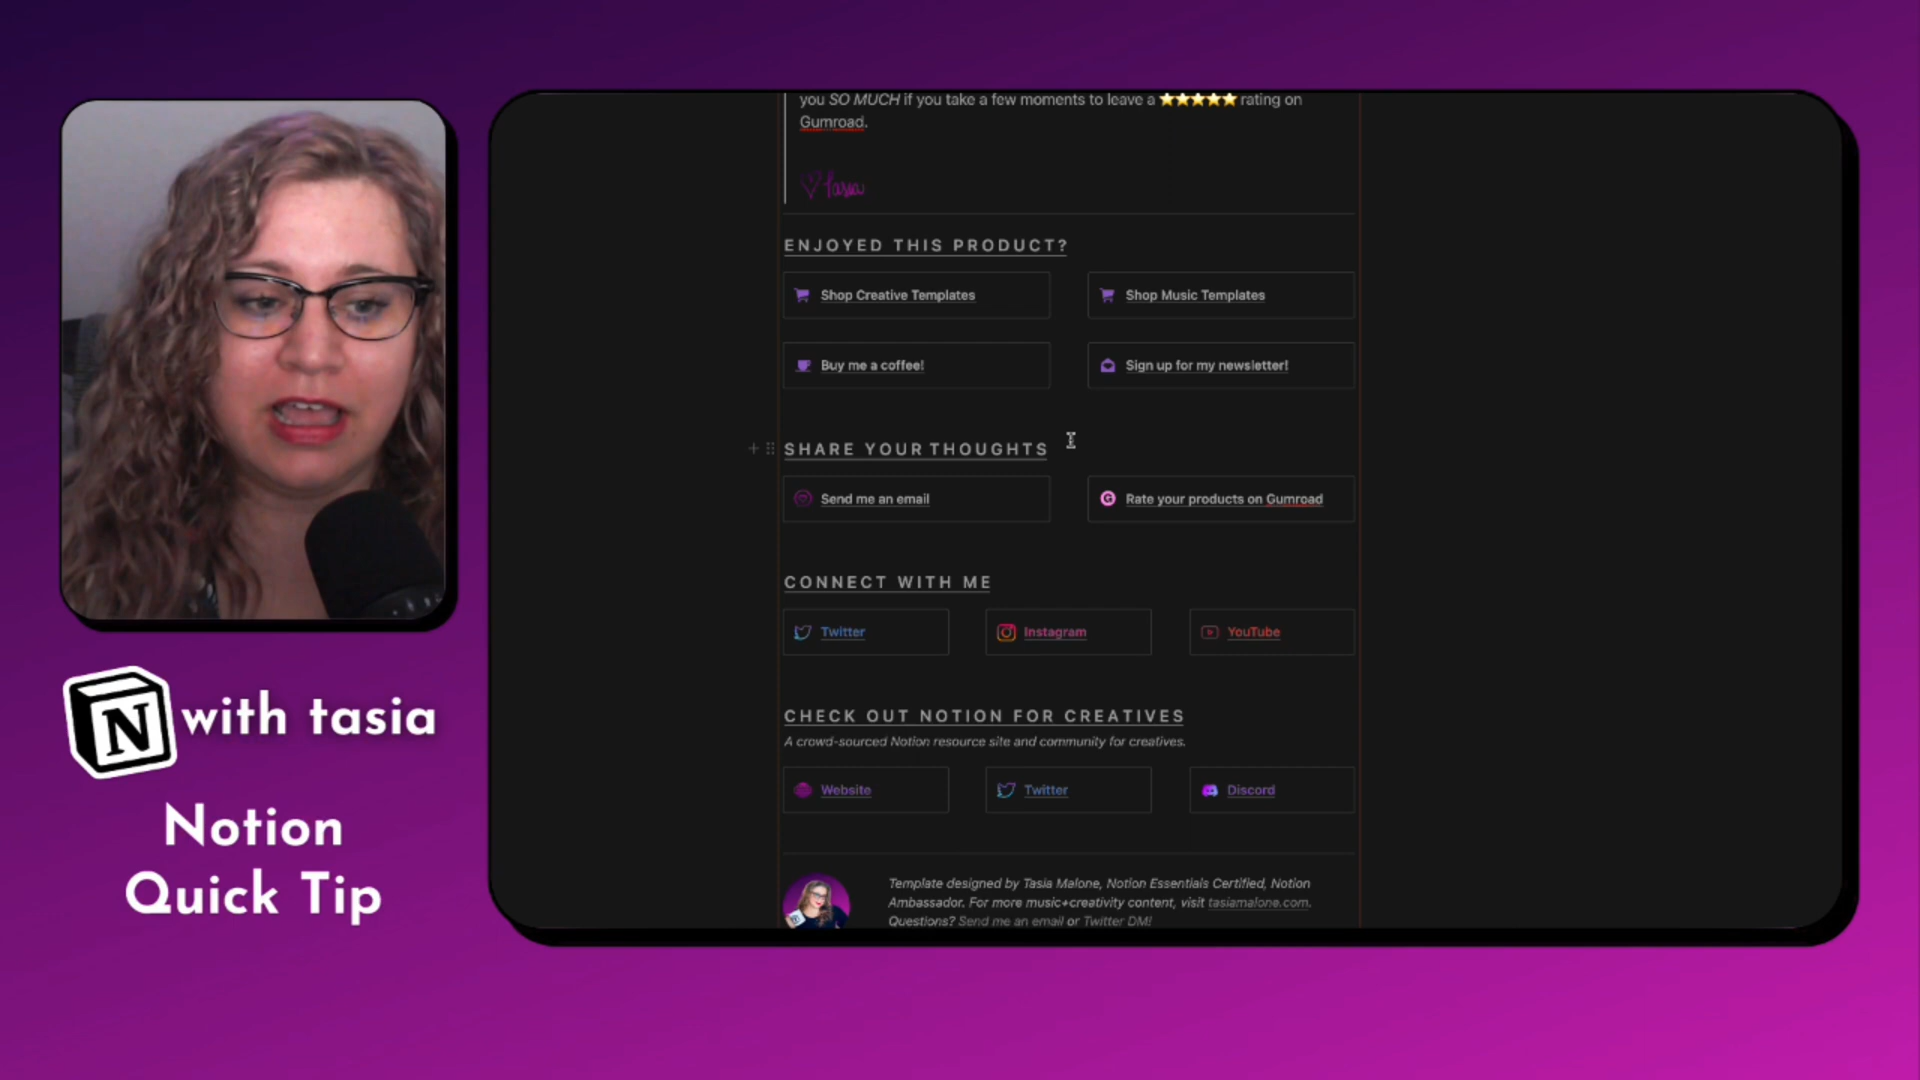 you SO MUCH if you take a few moments to leave a ⭐⭐⭐⭐⭐ rating on
Gumroad.
♡ tasia
ENJOYED THIS PRODUCT?
Shop Creative Templates
Shop Music Templates
Buy me a coffee!
Sign up for my newsletter!
SHARE YOUR THOUGHTS
Send me an email
Rate your products on Gumroad
CONNECT WITH ME
Twitter
Instagram
YouTube
CHECK OUT NOTION FOR CREATIVES
A crowd-sourced Notion resource site and community for creatives.
Website
Twitter
Discord
Template designed by Tasia Malone, Notion Essentials Certified, Notion
Ambassador. For more music+creativity content, visit tasiamalone.com.
Questions? Send me an email or Twitter DM!
N with tasia
Notion
Quick Tip